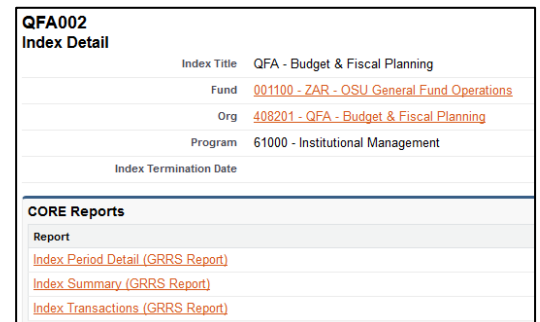 QFA002
Index Detail
Index Title QFA - Budget & Fiscal Planning
Fund 001100 - ZAR - OSU General Fund Operations
Org 408201 - QFA - Budget & Fiscal Planning
Program 61000 - Institutional Management
Index Termination Date
CORE Reports
Report
Index Period Detail (GRRS Report)
Index Summary (GRRS Report)
Index Transactions (GRRS Report)